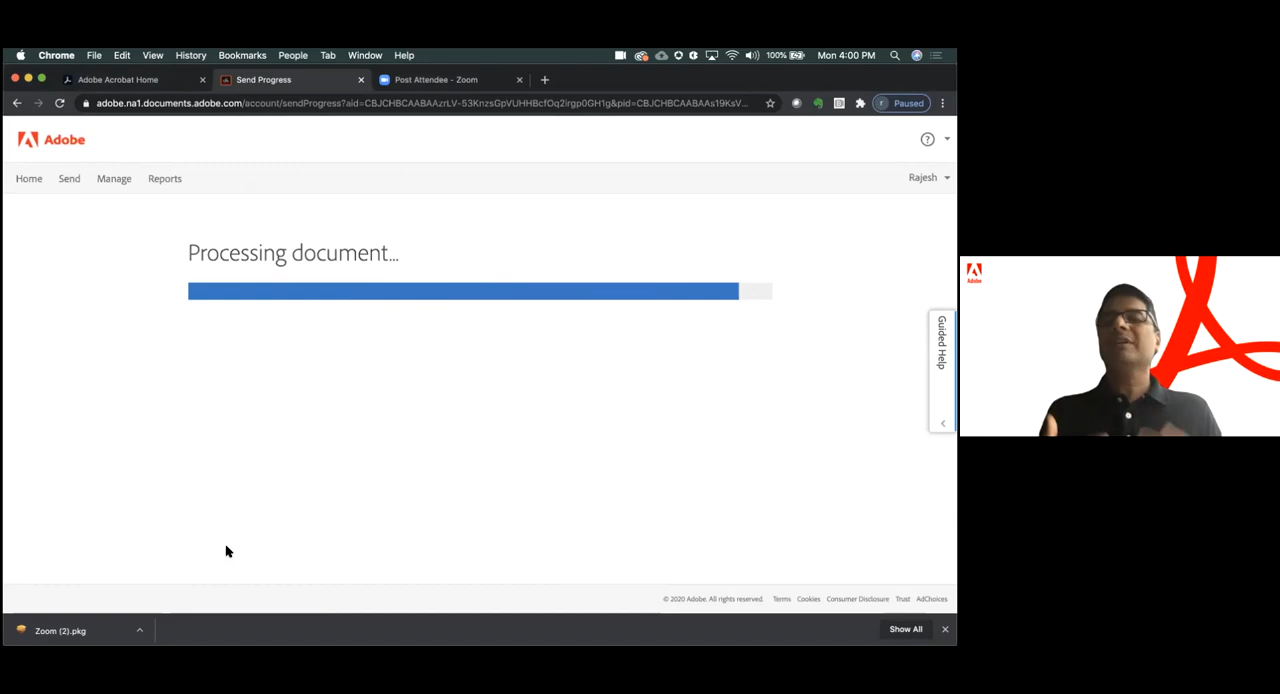 Chrome File Edit View History Bookmarks People Tab Window Help 100% Mon 4:00 PM
Adobe Acrobat Home Send Progress Post Attendee - Zoom
adobe.na1.documents.adobe.com/account/sendProgress?aid=CBJCHBCAABAAzrLV-53KnzsGpVUHHBcfOq2irgp0GH1g&pid=CBJCHBCAABAAs19KsV... Paused
Adobe
Home Send Manage Reports Rajesh
Processing document...
Guided Help
Adobe
© 2020 Adobe. All rights reserved. Terms Cookies Consumer Disclosure Trust AdChoices
Zoom (2).pkg Show All